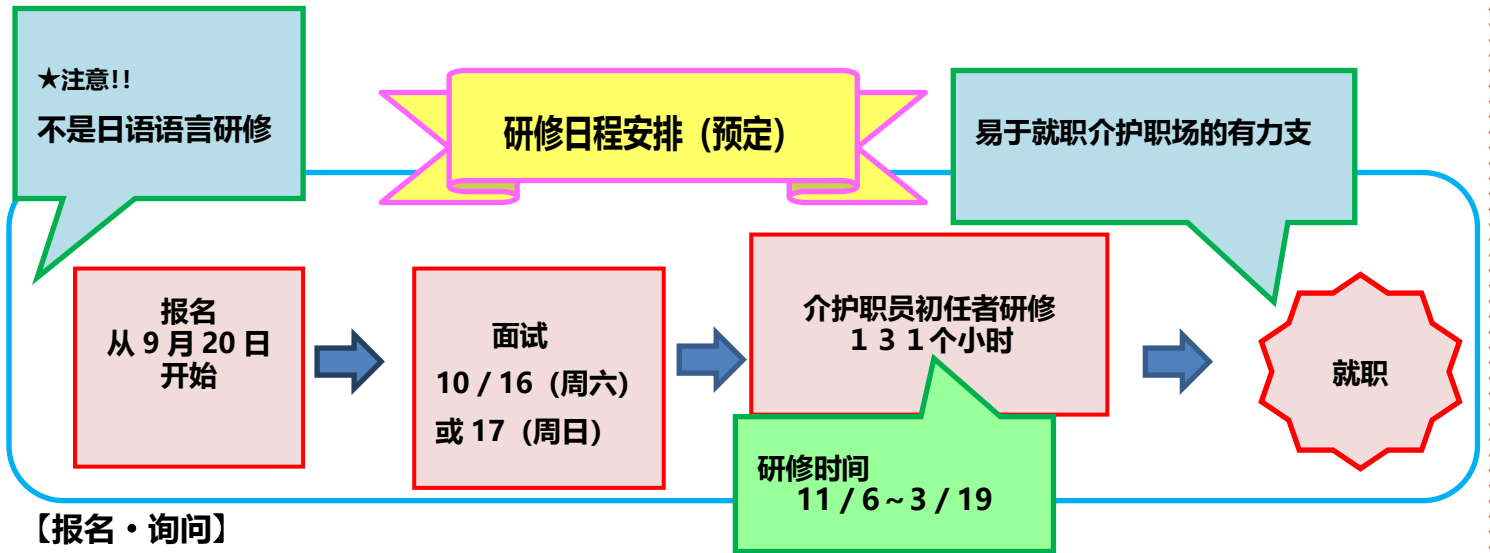 ★注意!!
不是日语语言研修
研修日程安排（预定）
易于就职介护职场的有力支
报名
从 9 月 20 日
开始
面试
10 / 16（周六）
或 17（周日）
介护职员初任者研修
１３１个小时
研修时间
11 / 6 ~ 3 / 19
就职
【报名・询问】